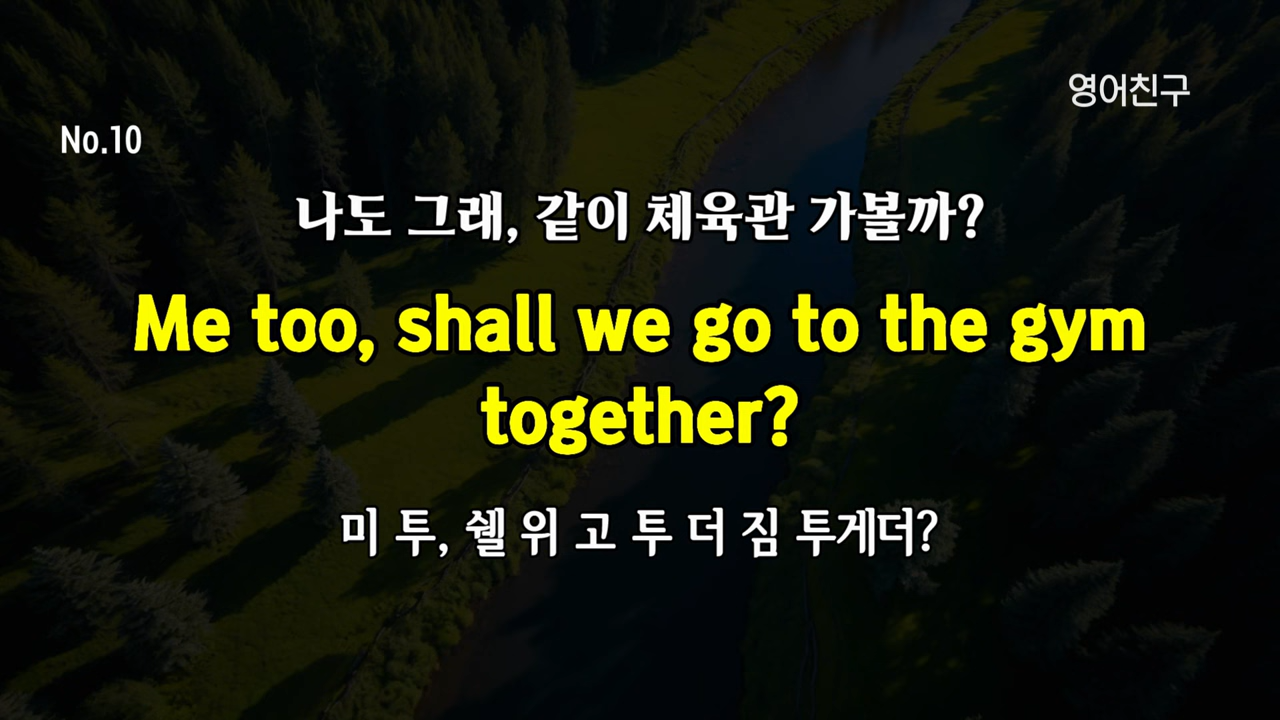 영어친구
No.10
나도 그래, 같이 체육관 가볼까?
Me too, shall we go to the gym
together?
미 투, 쉘 위 고 투 더 짐 투게더?